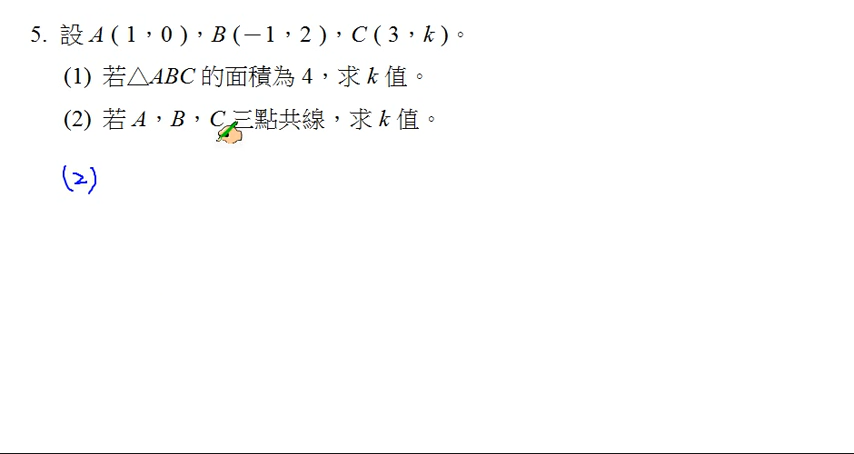 5. 設 A ( 1 , 0 ) , B (-1 , 2 ) , C ( 3 , k )。
(1) 若△ABC 的面積為 4 , 求 k 值。
(2) 若 A , B , C 三點共線 , 求 k 值。
(2)